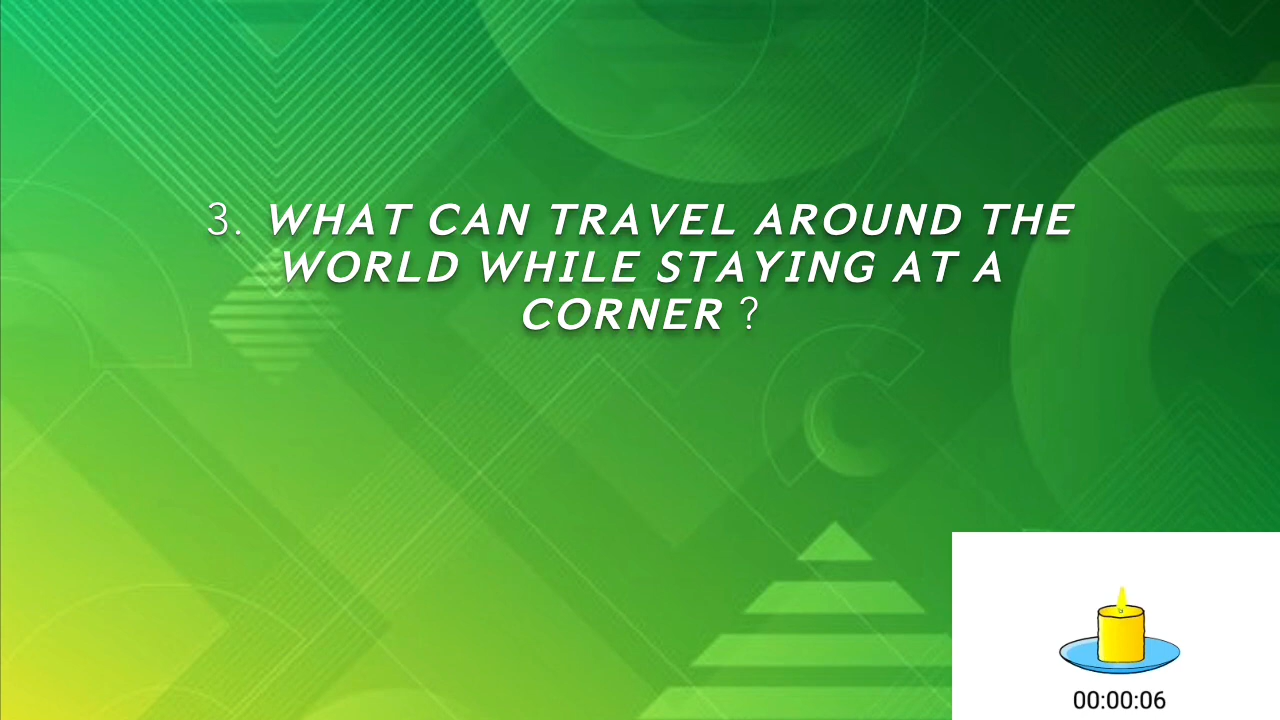 3. WHAT CAN TRAVEL AROUND THE
WORLD WHILE STAYING AT A
CORNER ?
00:00:06